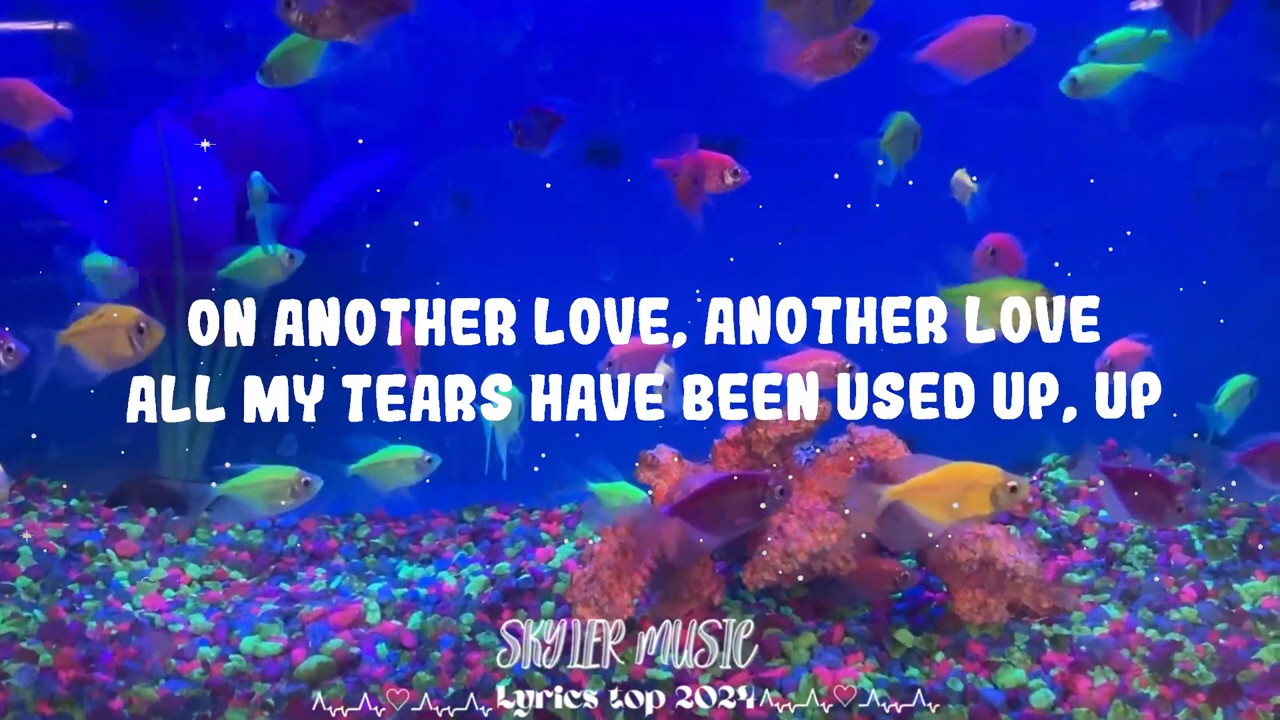 ON ANOTHER LOVE, ANOTHER LOVE
ALL MY TEARS HAVE BEEN USED UP, UP
SKYLER MUSIC
Lyrics top 2024